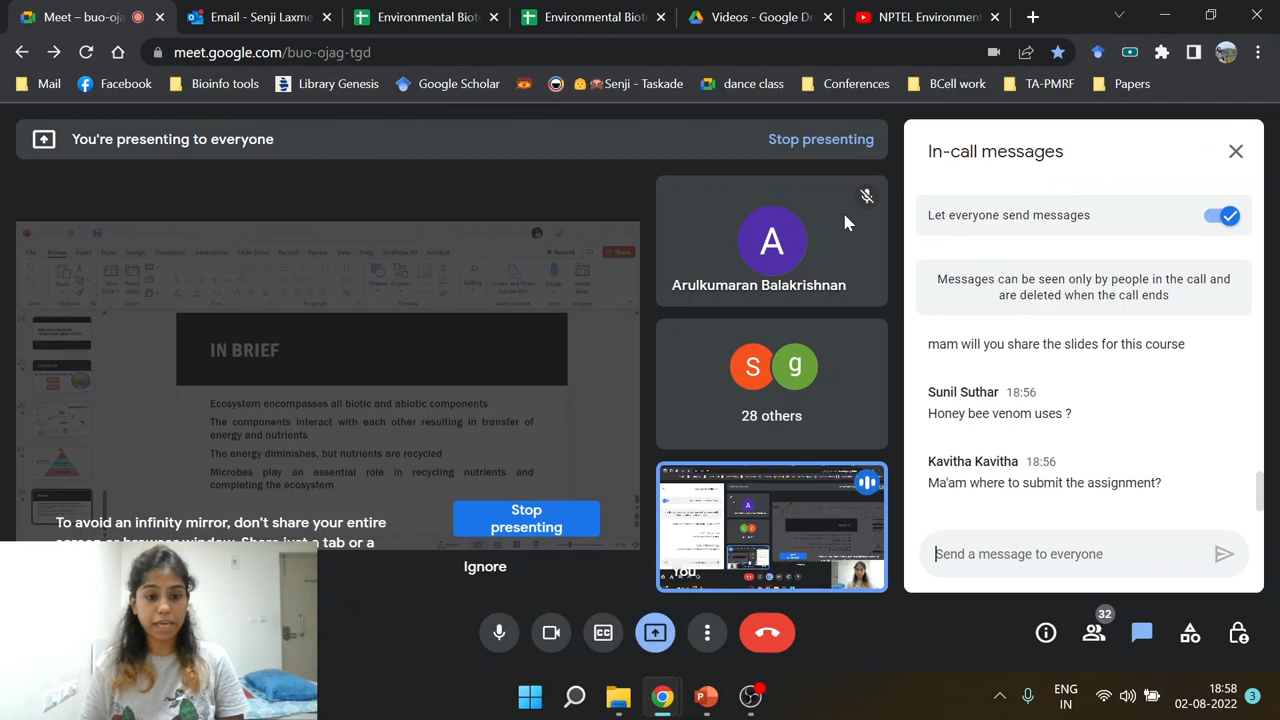 Meet – buo-oj
Email - Senji Laxme
Environmental Biot
Environmental Biot
Videos - Google D
NPTEL Environment
meet.google.com/buo-ojag-tgd
Mail
Facebook
Bioinfo tools
Library Genesis
Google Scholar
Senji - Taskade
dance class
Conferences
BCell work
TA-PMRF
Papers
You're presenting to everyone
Stop presenting
In-call messages
Let everyone send messages
Messages can be seen only by people in the call and
are deleted when the call ends
mam will you share the slides for this course
Sunil Suthar 18:56
Honey bee venom uses ?
Kavitha Kavitha 18:56
Ma'am where to submit the assignment?
Send a message to everyone
A
Arulkumaran Balakrishnan
S g
28 others
You
Home
Record
Share
IN BRIEF
Ecosystem encompasses all biotic and abiotic components
The components interact with each other resulting in transfer of
energy and nutrients
The energy diminishes, but nutrients are recycled
Microbes play an essential role in recycling nutrients and
completing the ecosystem
To avoid an infinity mirror, don't share your entire
Stop
presenting
Ignore
32
ENG
IN
18:58
02-08-2022
3